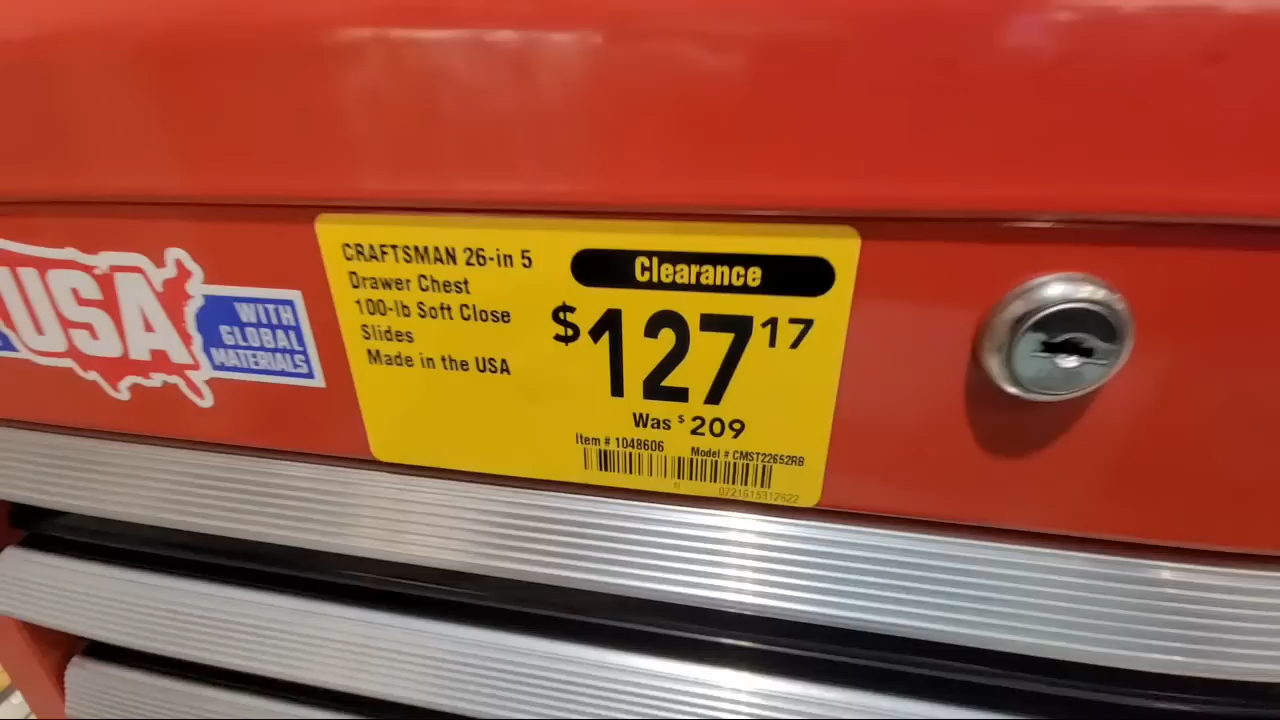 USA
WITH
GLOBAL
MATERIALS
CRAFTSMAN 26-in 5
Drawer Chest
100-lb Soft Close
Slides
Made in the USA
Clearance
$127 17
Was $209
Item # 1048606 Model # CMST22652RB